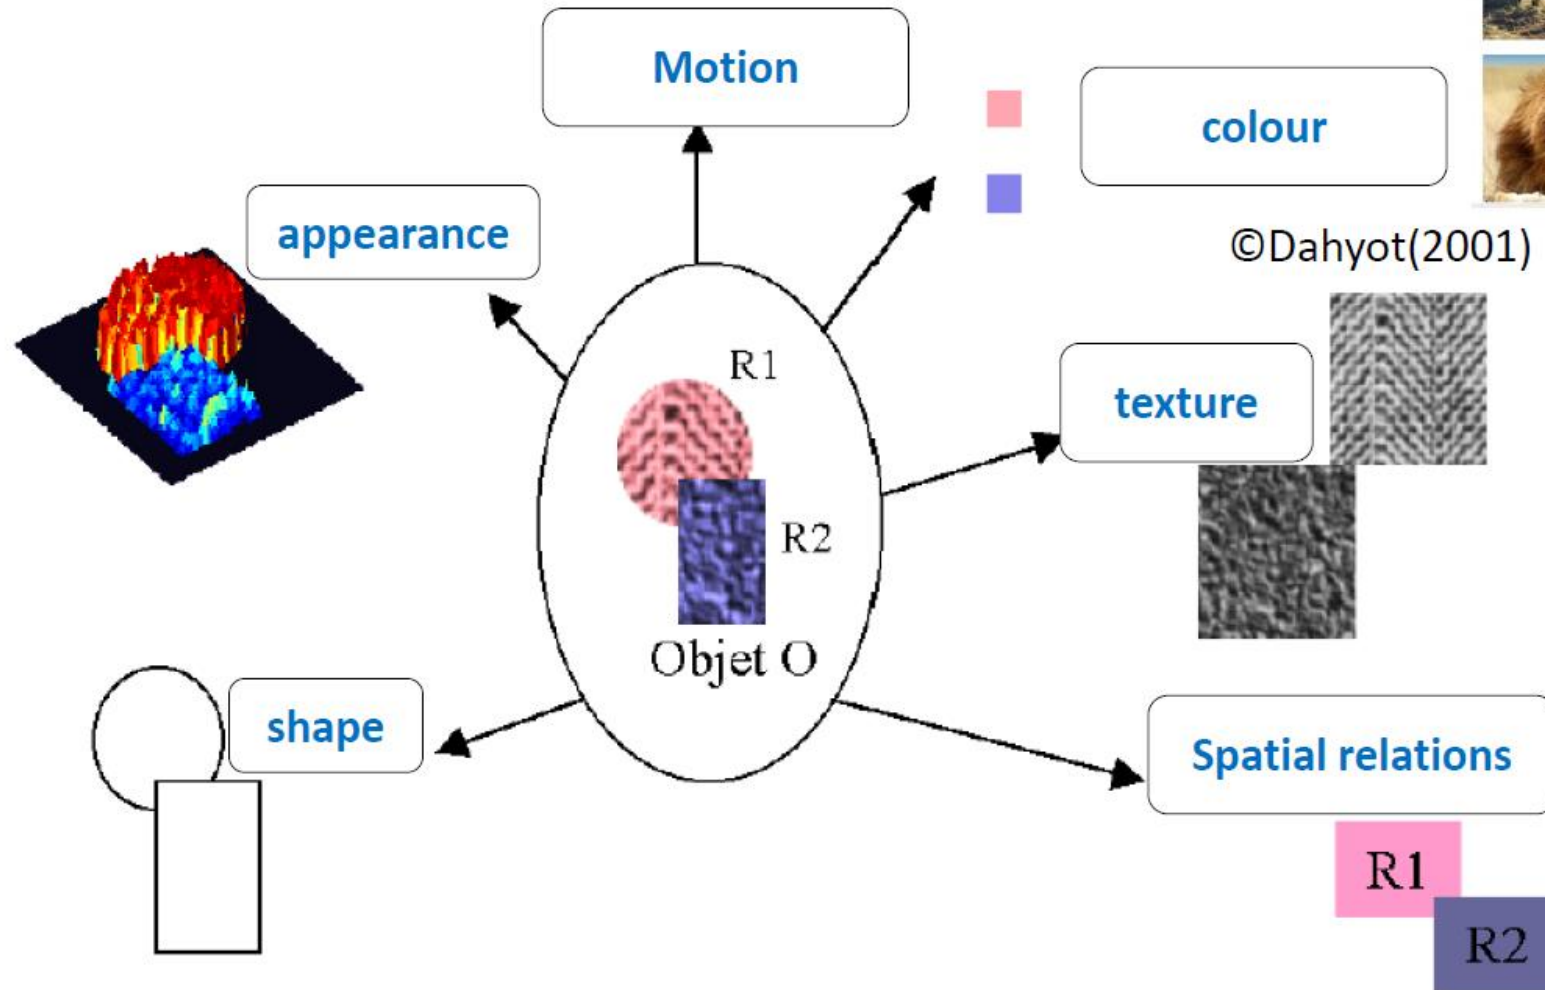 Motion
colour
appearance
©Dahyot(2001)
R1
texture
R2
Objet O
shape
Spatial relations
R1
R2